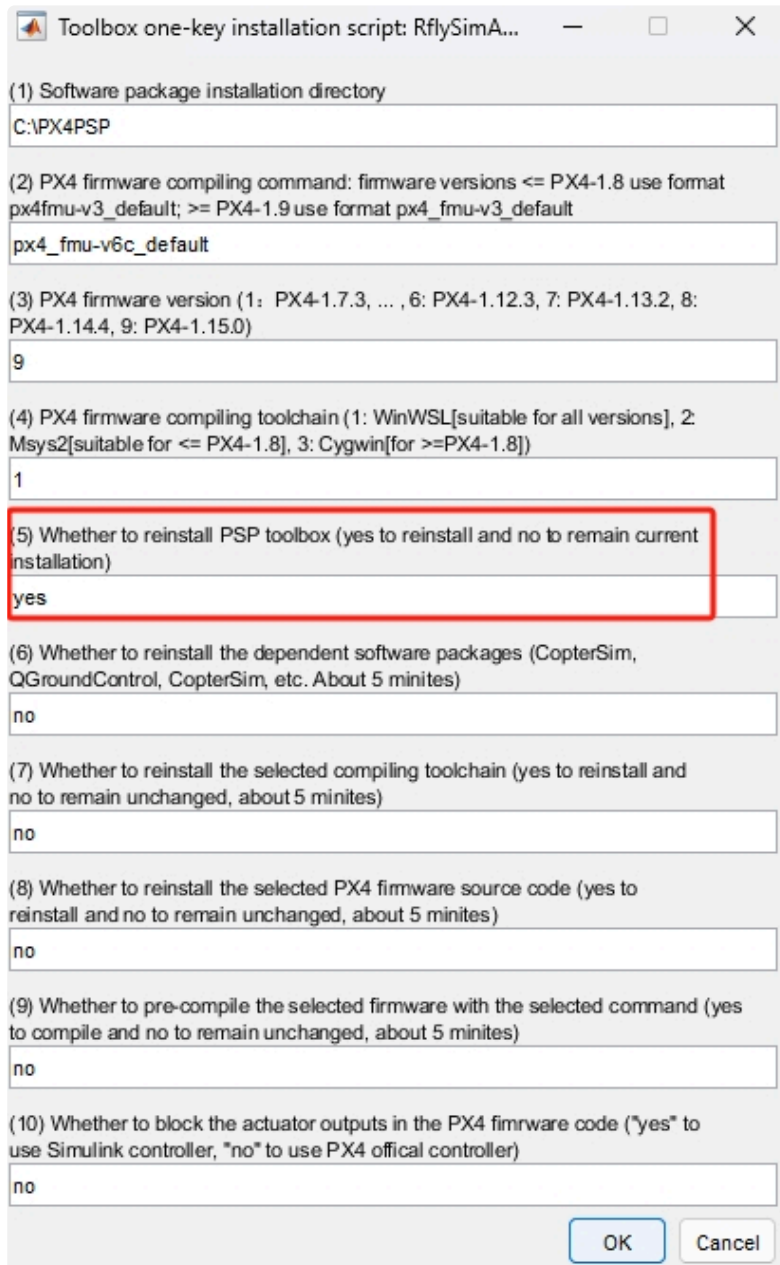 Toolbox one-key installation script: RflySimA...
(1) Software package installation directory
C:\PX4PSP
(2) PX4 firmware compiling command: firmware versions <= PX4-1.8 use format
px4fmu-v3_default; >= PX4-1.9 use format px4_fmu-v3_default
px4_fmu-v6c_default
(3) PX4 firmware version (1：PX4-1.7.3, ... , 6: PX4-1.12.3, 7: PX4-1.13.2, 8:
PX4-1.14.4, 9: PX4-1.15.0)
9
(4) PX4 firmware compiling toolchain (1: WinWSL[suitable for all versions], 2:
Msys2[suitable for <= PX4-1.8], 3: Cygwin[for >=PX4-1.8])
1
(5) Whether to reinstall PSP toolbox (yes to reinstall and no to remain current
installation)
yes
(6) Whether to reinstall the dependent software packages (CopterSim,
QGroundControl, CopterSim, etc. About 5 minites)
no
(7) Whether to reinstall the selected compiling toolchain (yes to reinstall and
no to remain unchanged, about 5 minites)
no
(8) Whether to reinstall the selected PX4 firmware source code (yes to
reinstall and no to remain unchanged, about 5 minites)
no
(9) Whether to pre-compile the selected firmware with the selected command (yes
to compile and no to remain unchanged, about 5 minites)
no
(10) Whether to block the actuator outputs in the PX4 fimrware code ("yes" to
use Simulink controller, "no" to use PX4 offical controller)
no
OK Cancel